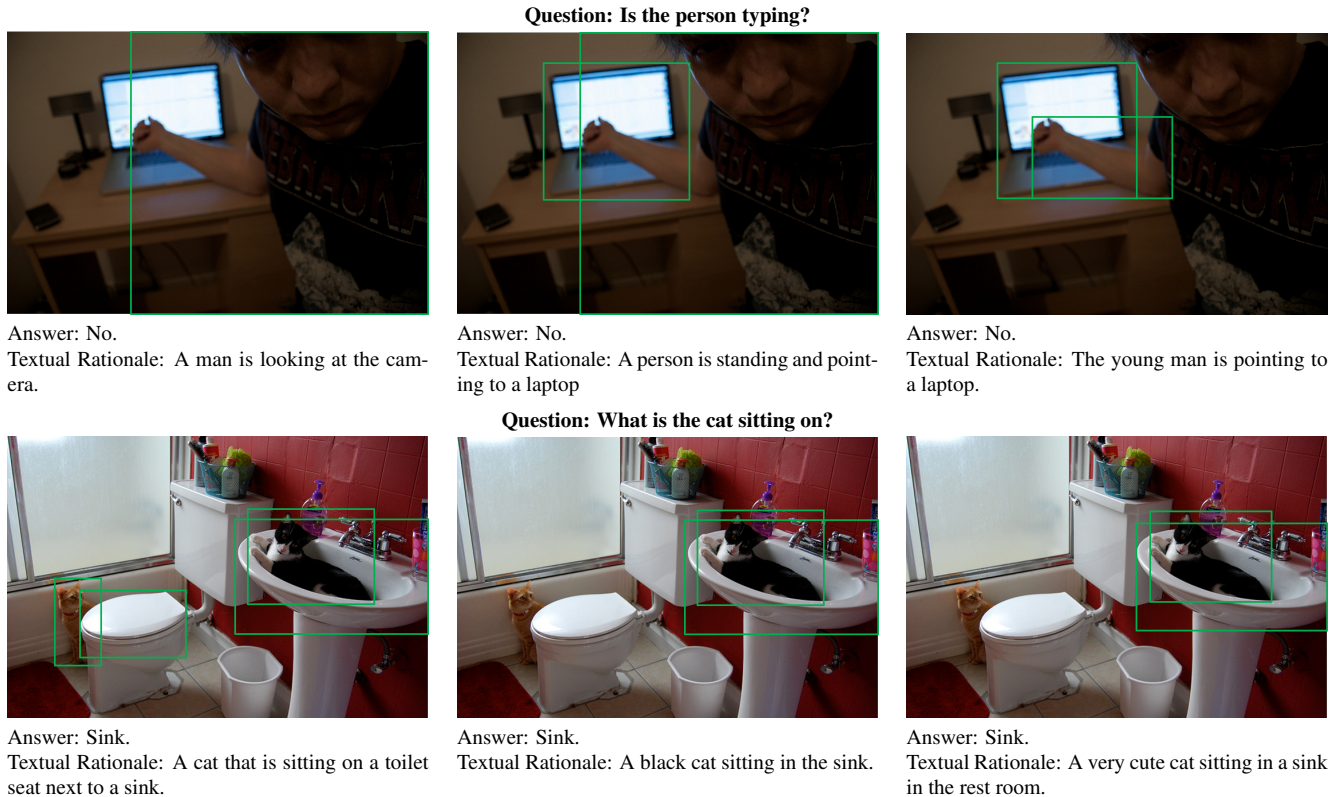 Question: Is the person typing?
Answer: No.
Textual Rationale: A man is looking at the cam-
era.
Answer: No.
Textual Rationale: A person is standing and point-
ing to a laptop
Answer: No.
Textual Rationale: The young man is pointing to
a laptop.
Question: What is the cat sitting on?
Answer: Sink.
Textual Rationale: A cat that is sitting on a toilet
seat next to a sink.
Answer: Sink.
Textual Rationale: A black cat sitting in the sink.
Answer: Sink.
Textual Rationale: A very cute cat sitting in a sink
in the rest room.